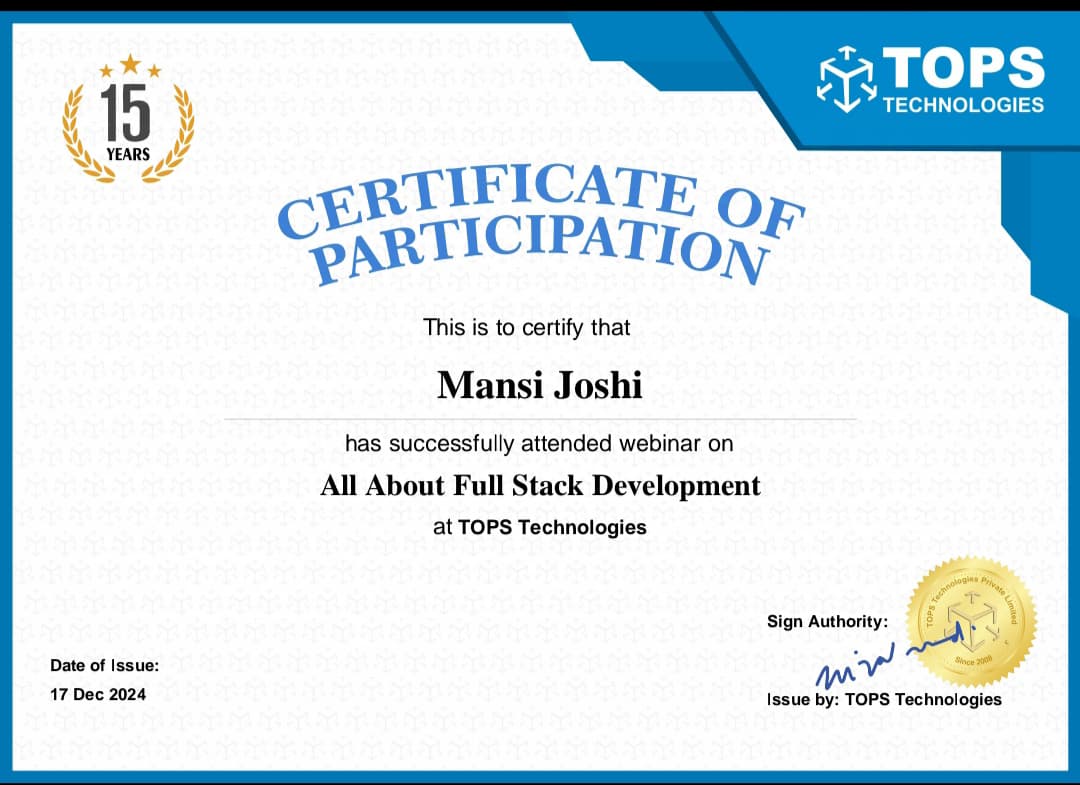 15
YEARS
TOPS
TECHNOLOGIES
CERTIFICATE OF
PARTICIPATION
This is to certify that
Mansi Joshi
has successfully attended webinar on
All About Full Stack Development
at TOPS Technologies
Date of Issue:
17 Dec 2024
Sign Authority:
TOPS Technologies Private Limited
Since 2008
Issue by: TOPS Technologies